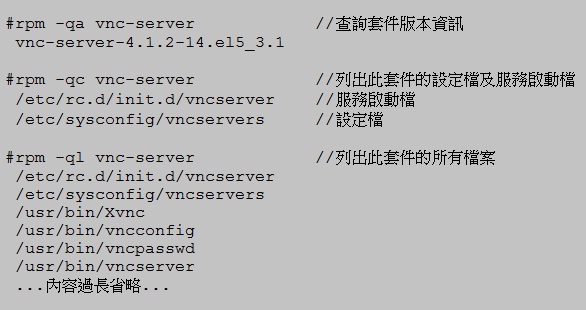 #rpm -qa vnc-server //查詢套件版本資訊
vnc-server-4.1.2-14.el5_3.1
#rpm -qc vnc-server //列出此套件的設定檔及服務啟動檔
/etc/rc.d/init.d/vncserver //服務啟動檔
/etc/sysconfig/vncservers //設定檔
#rpm -ql vnc-server //列出此套件的所有檔案
/etc/rc.d/init.d/vncserver
/etc/sysconfig/vncservers
/usr/bin/Xvnc
/usr/bin/vncconfig
/usr/bin/vncpasswd
/usr/bin/vncserver
...內容過長省略...